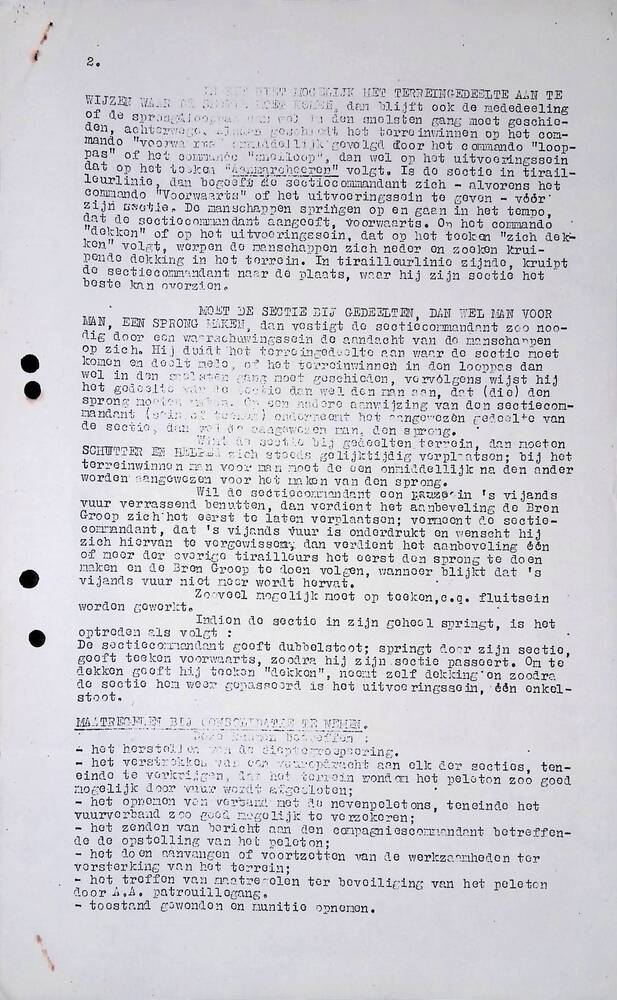 2.
NIET MOGELIJK HET TERREINGEDEELTE AAN TE
WIJZEN WAAR DE MOET KOMEN, dan blijft ook de mededeeling
of de sprong in den snelsten gang moet geschie-
den, achterwege. geschiedt het terreinwinnen op het com-
mando "voorwaarts" onmiddellijk gevolgd door het commando "loop-
pas" of het commando "snelloop", dan wel op het uitvoeringssein
dat op het teeken "Aanmarcheeren" volgt. Is de sectie in tirail-
leurlinie, dan begeeft de sectiecommandant zich - alvorens het
commando "Voorwaarts" of het uitvoeringssein te geven - vóór
zijn sectie. De manschappen springen op en gaan in het tempo,
dat de sectiecommandant aangeeft, voorwaarts. Op het commando
"dekken" of op het uitvoeringssein, dat op het teeken "zich dek-
ken" volgt, werpen de manschappen zich neder en zoeken krui-
pende dekking in het terrein. In tirailleurlinie zijnde, kruipt
de sectiecommandant naar de plaats, waar hij zijn sectie het
beste kan overzien.
MOET DE SECTIE BIJ GEDEELTEN, DAN WEL MAN VOOR
MAN, EEN SPRONG MAKEN, dan vestigt de sectiecommandant zoo noo-
dig door een waarschuwingssein de aandacht van de manschappen
op zich. Hij duidt het terreingedeelte aan waar de sectie moet
komen en deelt mede, of het terreinwinnen in den looppas dan
wel in den snelsten gang moet geschieden, vervolgens wijst hij
het gedeelte van de sectie dan wel den man aan, dat (die) den
sprong moeten maken. Op een nadere aanwijzing van den sectiecom-
mandant (sein of teeken) onderneemt het aangewezen gedeelte van
de sectie, dan wel de aangewezen man, den sprong.
Wint de sectie bij gedeelten terrein, dan moeten
SCHUTTER EN HELPER zich steeds gelijktijdig verplaatsen; bij het
terreinwinnen man voor man moet de een onmiddellijk na den ander
worden aangewezen voor het maken van den sprong.
Wil de sectiecommandant een pauze in 's vijands
vuur verrassend benutten, dan verdient het aanbeveling de Bren
Groep zich het eerst te laten verplaatsen; vermoent de sectie-
commandant, dat 's vijands vuur is onderdrukt en wenscht hij
zich hiervan te vergewissen, dan verdient het aanbeveling één
of meer der overige tirailleurs het eerst den sprong te doen
maken en de Bren Groep te doen volgen, wanneer blijkt dat 's
vijands vuur niet meer wordt hervat.
Zooveel mogelijk moet op teeken, c.q. fluitsein
worden gewerkt.
Indien de sectie in zijn geheel springt, is het
optreden als volgt :
De sectiecommandant geeft dubbelstoot; springt door zijn sectie,
geeft teeken voorwaarts, zoodra hij zijn sectie passeert. Om te
dekken geeft hij teeken "dekken", neemt zelf dekking en zoodra
de sectie hem weer gepasseerd is het uitvoeringssein, één enkel-
stoot.
MAATREGELEN BIJ CONSOLIDATIE TE NEMEN.
Deze kunnen betreffen :
- het herstellen van de diepteroepeering.
- het verstrekken van een vuuropdracht aan elk der secties, ten-
einde te verkrijgen, dat het terrein rondom het peleton zoo goed
mogelijk door vuur wordt afgesloten;
- het opnemen van verband met de nevenpeletons, teneinde het
vuurverband zoo goed mogelijk te verzekeren;
- het zenden van bericht aan den compagniescommandant betreffen-
de de opstelling van het peleton;
- het doen aanvangen of voortzetten van de werkzaamheden ter
versterking van het terrein;
- het treffen van maatregelen ter beveiliging van het peleton
door A.A. patrouillegang.
- toestand gewonden en munitie opnemen.